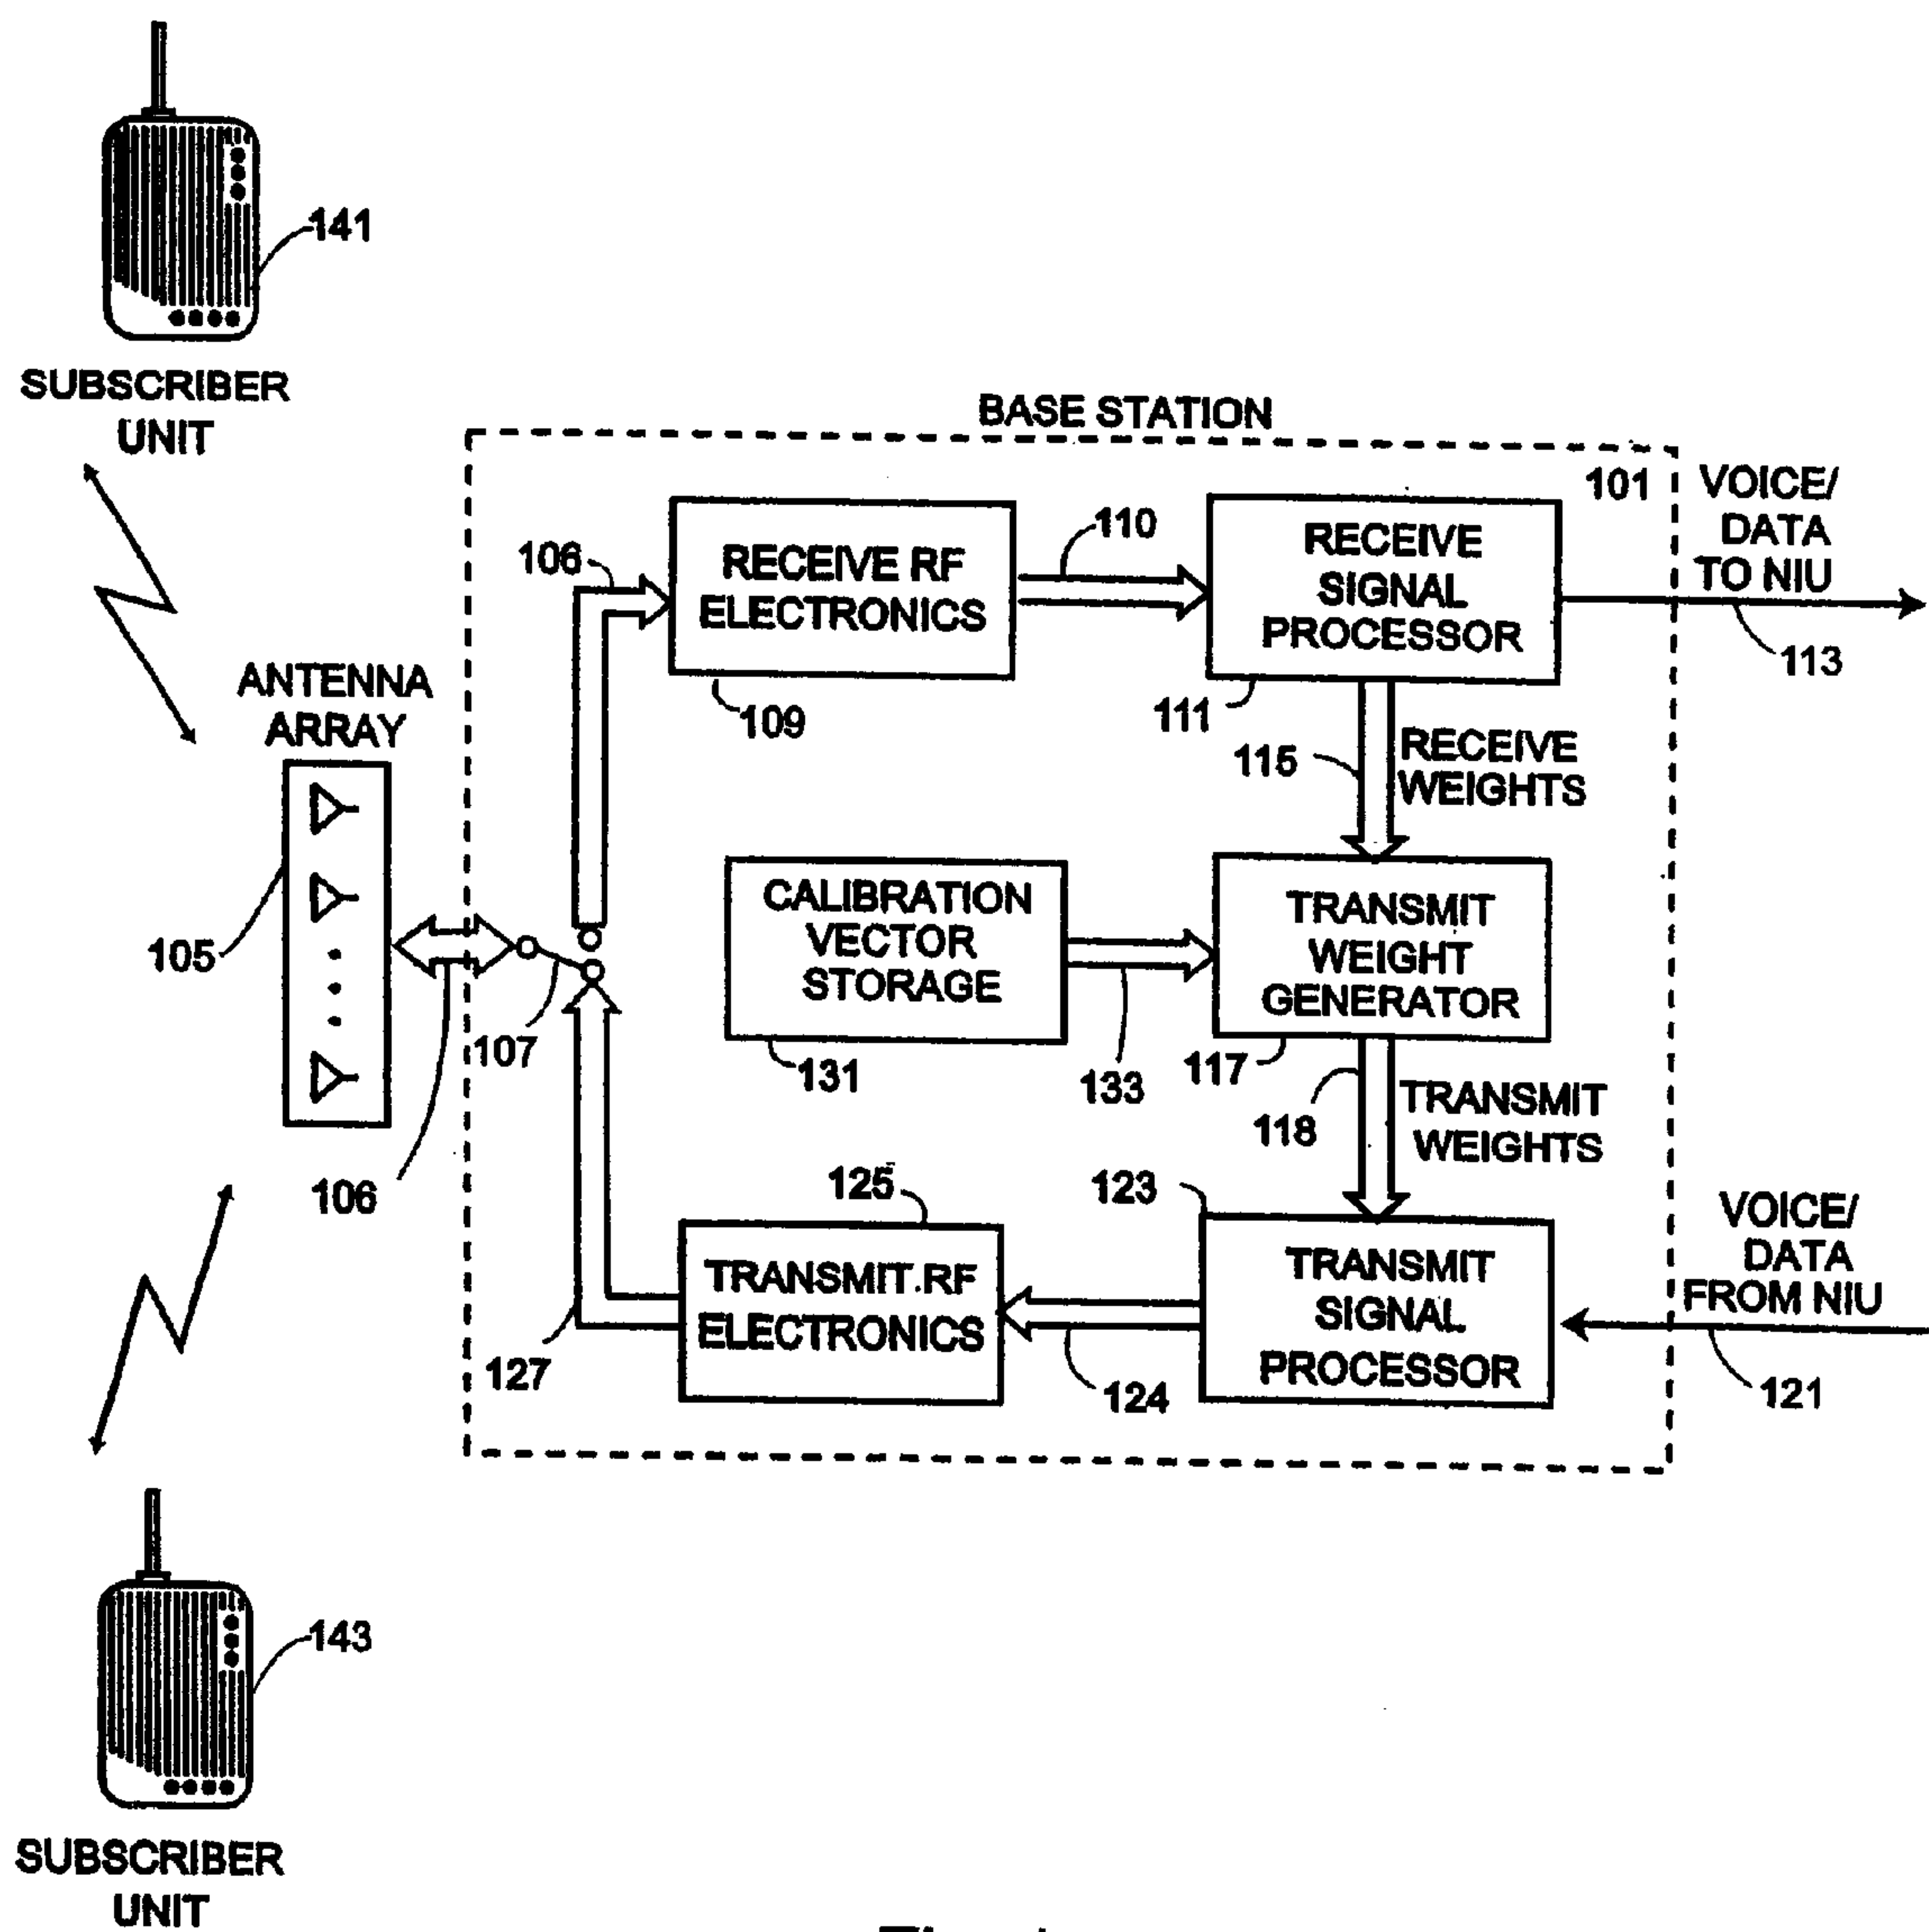 141
SUBSCRIBER
UNIT
BASE STATION
101
VOICE/
DATA
TO NIU
113
106
RECEIVE RF
ELECTRONICS
109
110
RECEIVE
SIGNAL
PROCESSOR
111
115
RECEIVE
WEIGHTS
ANTENNA
ARRAY
105
106
107
CALIBRATION
VECTOR
STORAGE
131
133
TRANSMIT
WEIGHT
GENERATOR
117
118
TRANSMIT
WEIGHTS
125
TRANSMIT RF
ELECTRONICS
127
124
123
TRANSMIT
SIGNAL
PROCESSOR
VOICE/
DATA
FROM NIU
121
143
SUBSCRIBER
UNIT